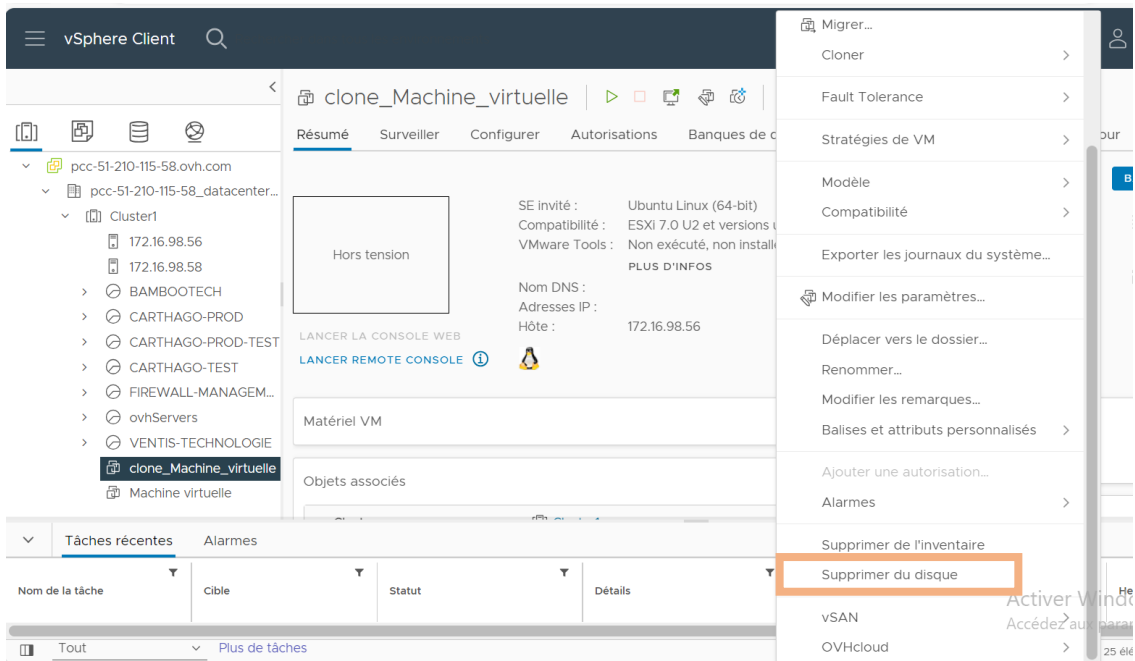 vSphere Client
clone_Machine_virtuelle
Résumé Surveiller Configurer Autorisations Banques de
pcc-51-210-115-58.ovh.com
pcc-51-210-115-58_datacenter...
Cluster1
172.16.98.56
172.16.98.58
BAMBOOTECH
CARTHAGO-PROD
CARTHAGO-PROD-TEST
CARTHAGO-TEST
FIREWALL-MANAGEM...
ovhServers
VENTIS-TECHNOLOGIE
clone_Machine_virtuelle
Machine virtuelle
Hors tension
LANCER LA CONSOLE WEB
LANCER REMOTE CONSOLE
SE invité : Ubuntu Linux (64-bit)
Compatibilité : ESXi 7.0 U2 et versions
VMware Tools : Non exécuté, non
PLUS D'INFOS
Nom DNS :
Adresses IP :
Hôte : 172.16.98.56
Matériel VM
Objets associés
Migrer...
Cloner
Fault Tolerance
Stratégies de VM
Modèle
Compatibilité
Exporter les journaux du système...
Modifier les paramètres...
Déplacer vers le dossier...
Renommer...
Modifier les remarques...
Balises et attributs personnalisés
Ajouter une autorisation...
Alarmes
Supprimer de l'inventaire
Supprimer du disque
vSAN
OVHcloud
Tâches récentes Alarmes
Nom de la tâche Cible Statut Détails
Tout Plus de tâches
Activer
Accédez
25